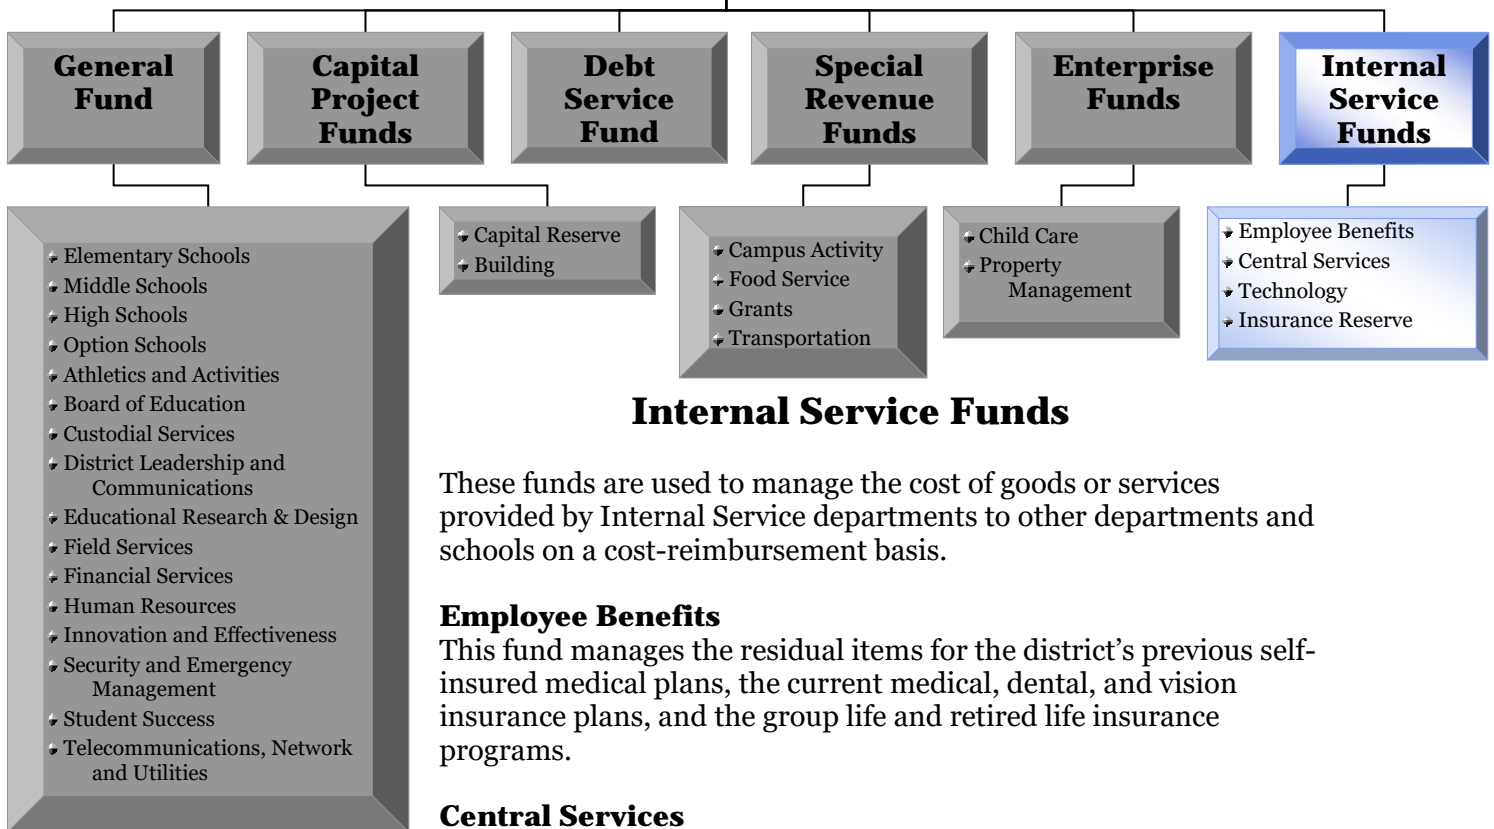 General
Fund
Capital
Project
Funds
Debt
Service
Fund
Special
Revenue
Funds
Enterprise
Funds
Internal
Service
Funds
Elementary Schools
Middle Schools
High Schools
Option Schools
Athletics and Activities
Board of Education
Custodial Services
District Leadership and
Communications
Educational Research & Design
Field Services
Financial Services
Human Resources
Innovation and Effectiveness
Security and Emergency
Management
Student Success
Telecommunications, Network
and Utilities
Capital Reserve
Building
Campus Activity
Food Service
Grants
Transportation
Child Care
Property
Management
Employee Benefits
Central Services
Technology
Insurance Reserve
Internal Service Funds
These funds are used to manage the cost of goods or services
provided by Internal Service departments to other departments and
schools on a cost-reimbursement basis.
Employee Benefits
This fund manages the residual items for the district’s previous self-
insured medical plans, the current medical, dental, and vision
insurance plans, and the group life and retired life insurance
programs.
Central Services